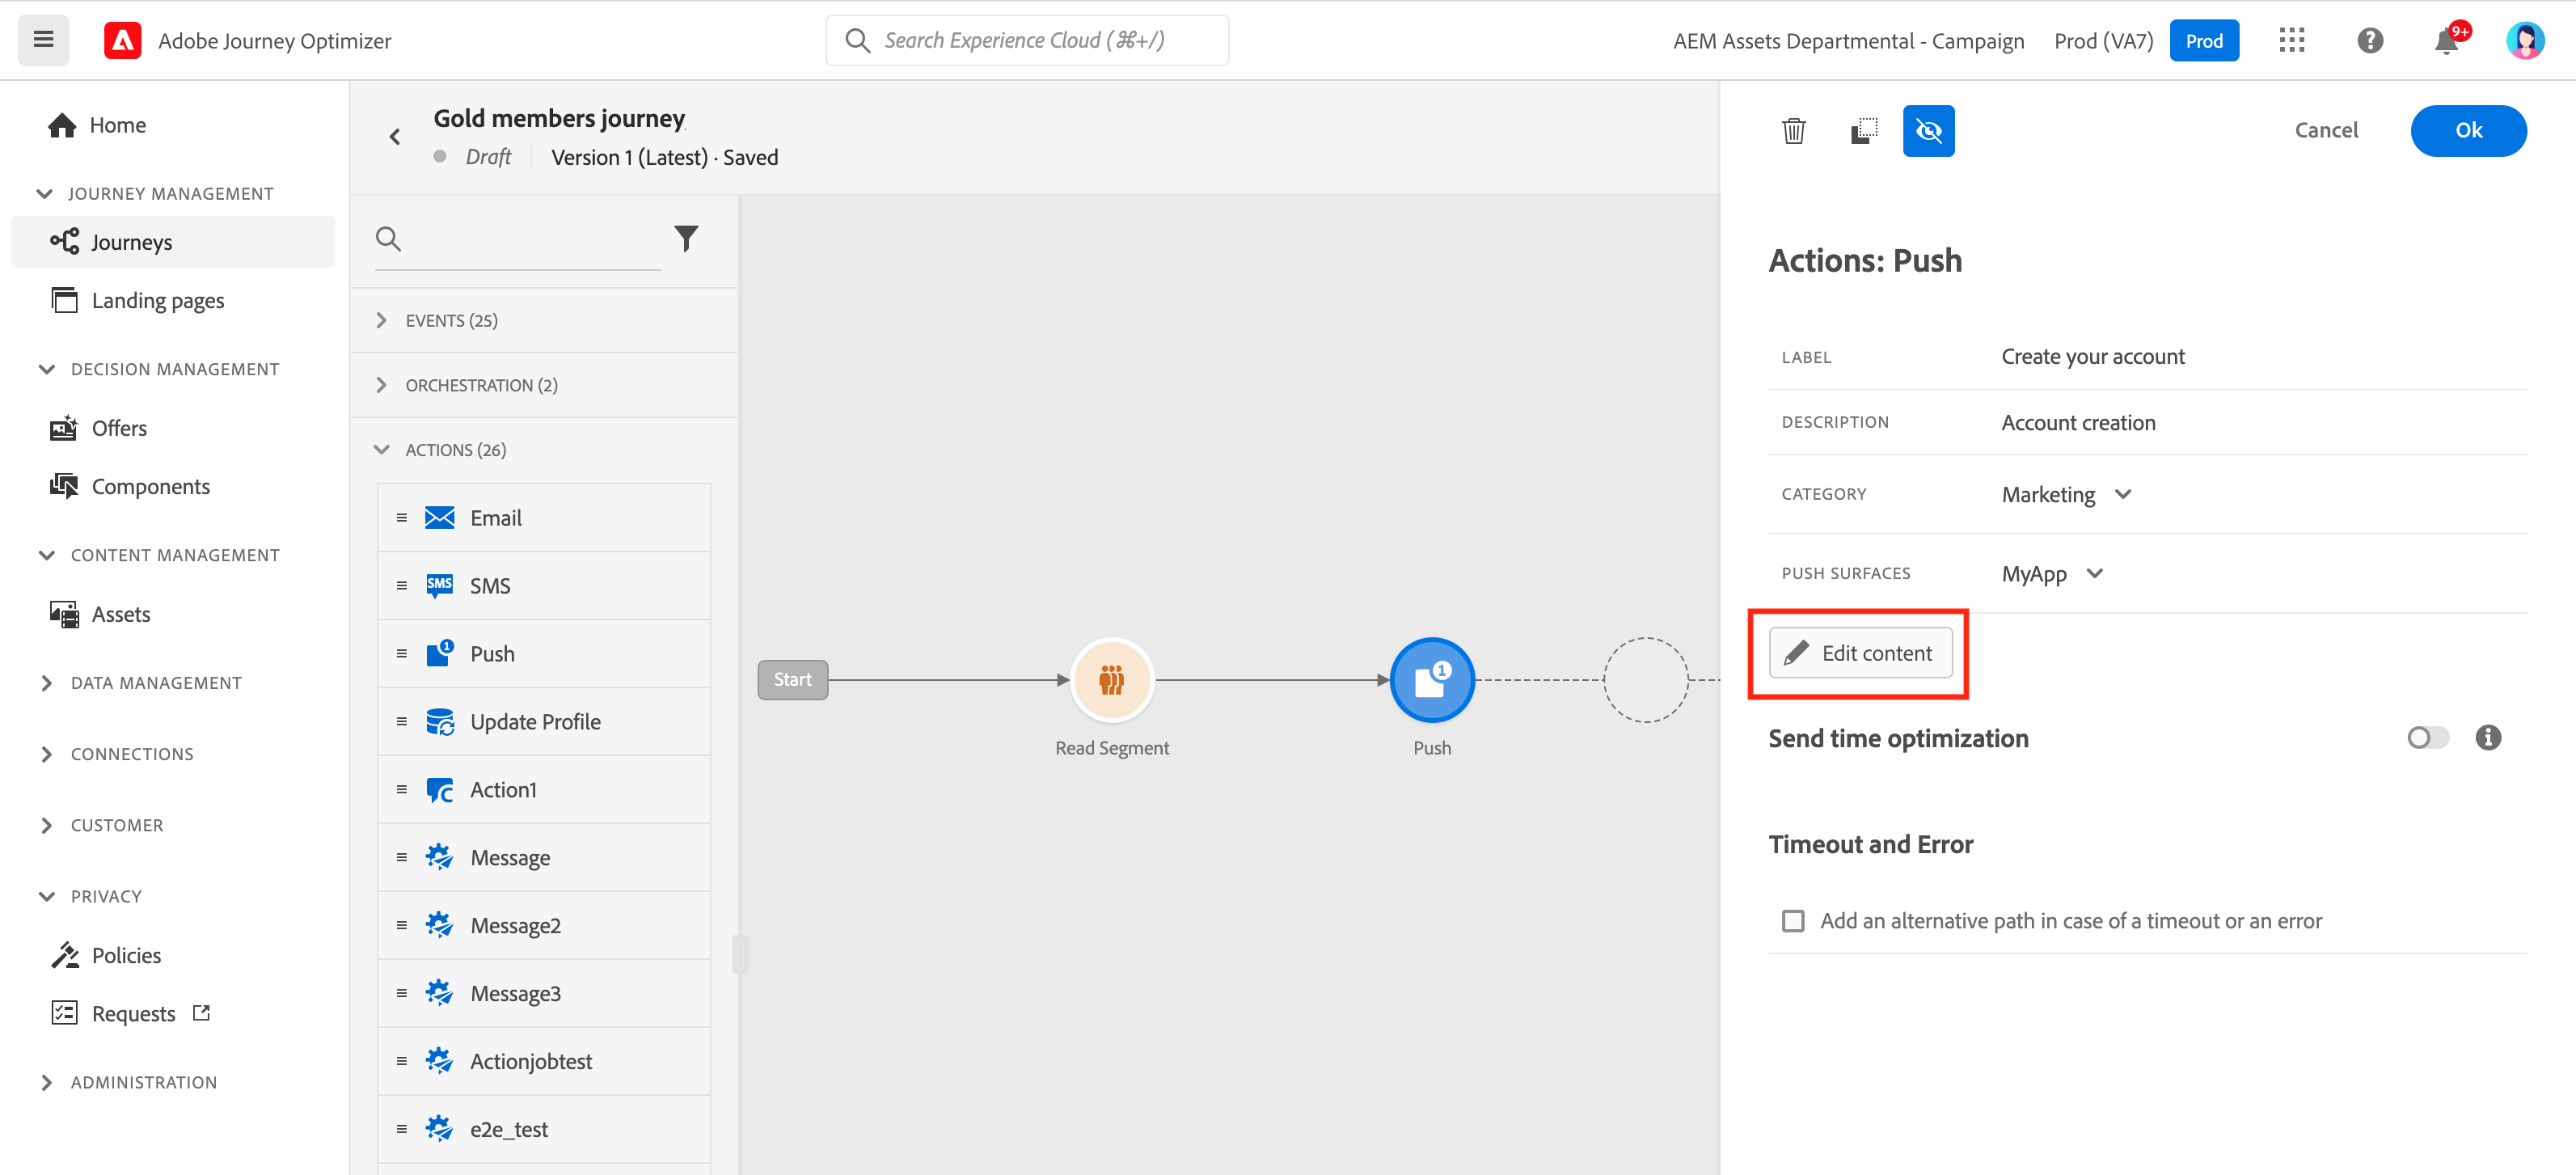 Adobe Journey Optimizer
Search Experience Cloud (⌘+/)
AEM Assets Departmental - Campaign
Prod (VA7)
Prod
9+
Home
JOURNEY MANAGEMENT
Journeys
Landing pages
DECISION MANAGEMENT
Offers
Components
CONTENT MANAGEMENT
Assets
DATA MANAGEMENT
CONNECTIONS
CUSTOMER
PRIVACY
Policies
Requests
ADMINISTRATION
Gold members journey
Draft
Version 1 (Latest) · Saved
EVENTS (25)
ORCHESTRATION (2)
ACTIONS (26)
Email
SMS
SMS
1
Push
Update Profile
Action1
Message
Message2
Message3
Actionjobtest
e2e_test
Start
Read Segment
1
Push
Cancel
Ok
Actions: Push
LABEL
Create your account
DESCRIPTION
Account creation
CATEGORY
Marketing
PUSH SURFACES
MyApp
Edit content
Send time optimization
Timeout and Error
Add an alternative path in case of a timeout or an error